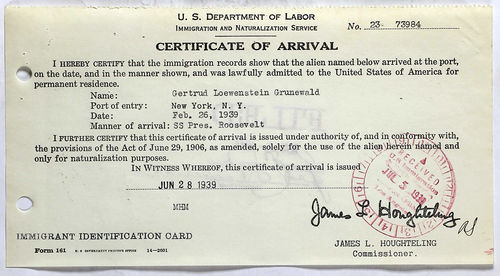 U. S. DEPARTMENT OF LABOR
IMMIGRATION AND NATURALIZATION SERVICE
No. 23- 73984
CERTIFICATE OF ARRIVAL
I HEREBY CERTIFY that the immigration records show that the alien named below arrived at the port,
on the date, and in the manner shown, and was lawfully admitted to the United States of America for
permanent residence.
Name: Gertrud Loewenstein Grunewald
Port of entry: New York, N. Y.
Date: Feb. 26, 1939
Manner of arrival: SS Pres. Roosevelt
I FURTHER CERTIFY that this certificate of arrival is issued under authority of, and in conformity with,
the provisions of the Act of June 29, 1906, as amended, solely for the use of the alien herein named and
only for naturalization purposes.
IN WITNESS WHEREOF, this certificate of arrival is issued
JUN 28 1939
MHM
RECEIVED
JUL 5 1939
James L Houghteling
IMMIGRANT IDENTIFICATION CARD
JAMES L. HOUGHTELING
Commissioner.
Form 161 U. S. GOVERNMENT PRINTING OFFICE 14-2601